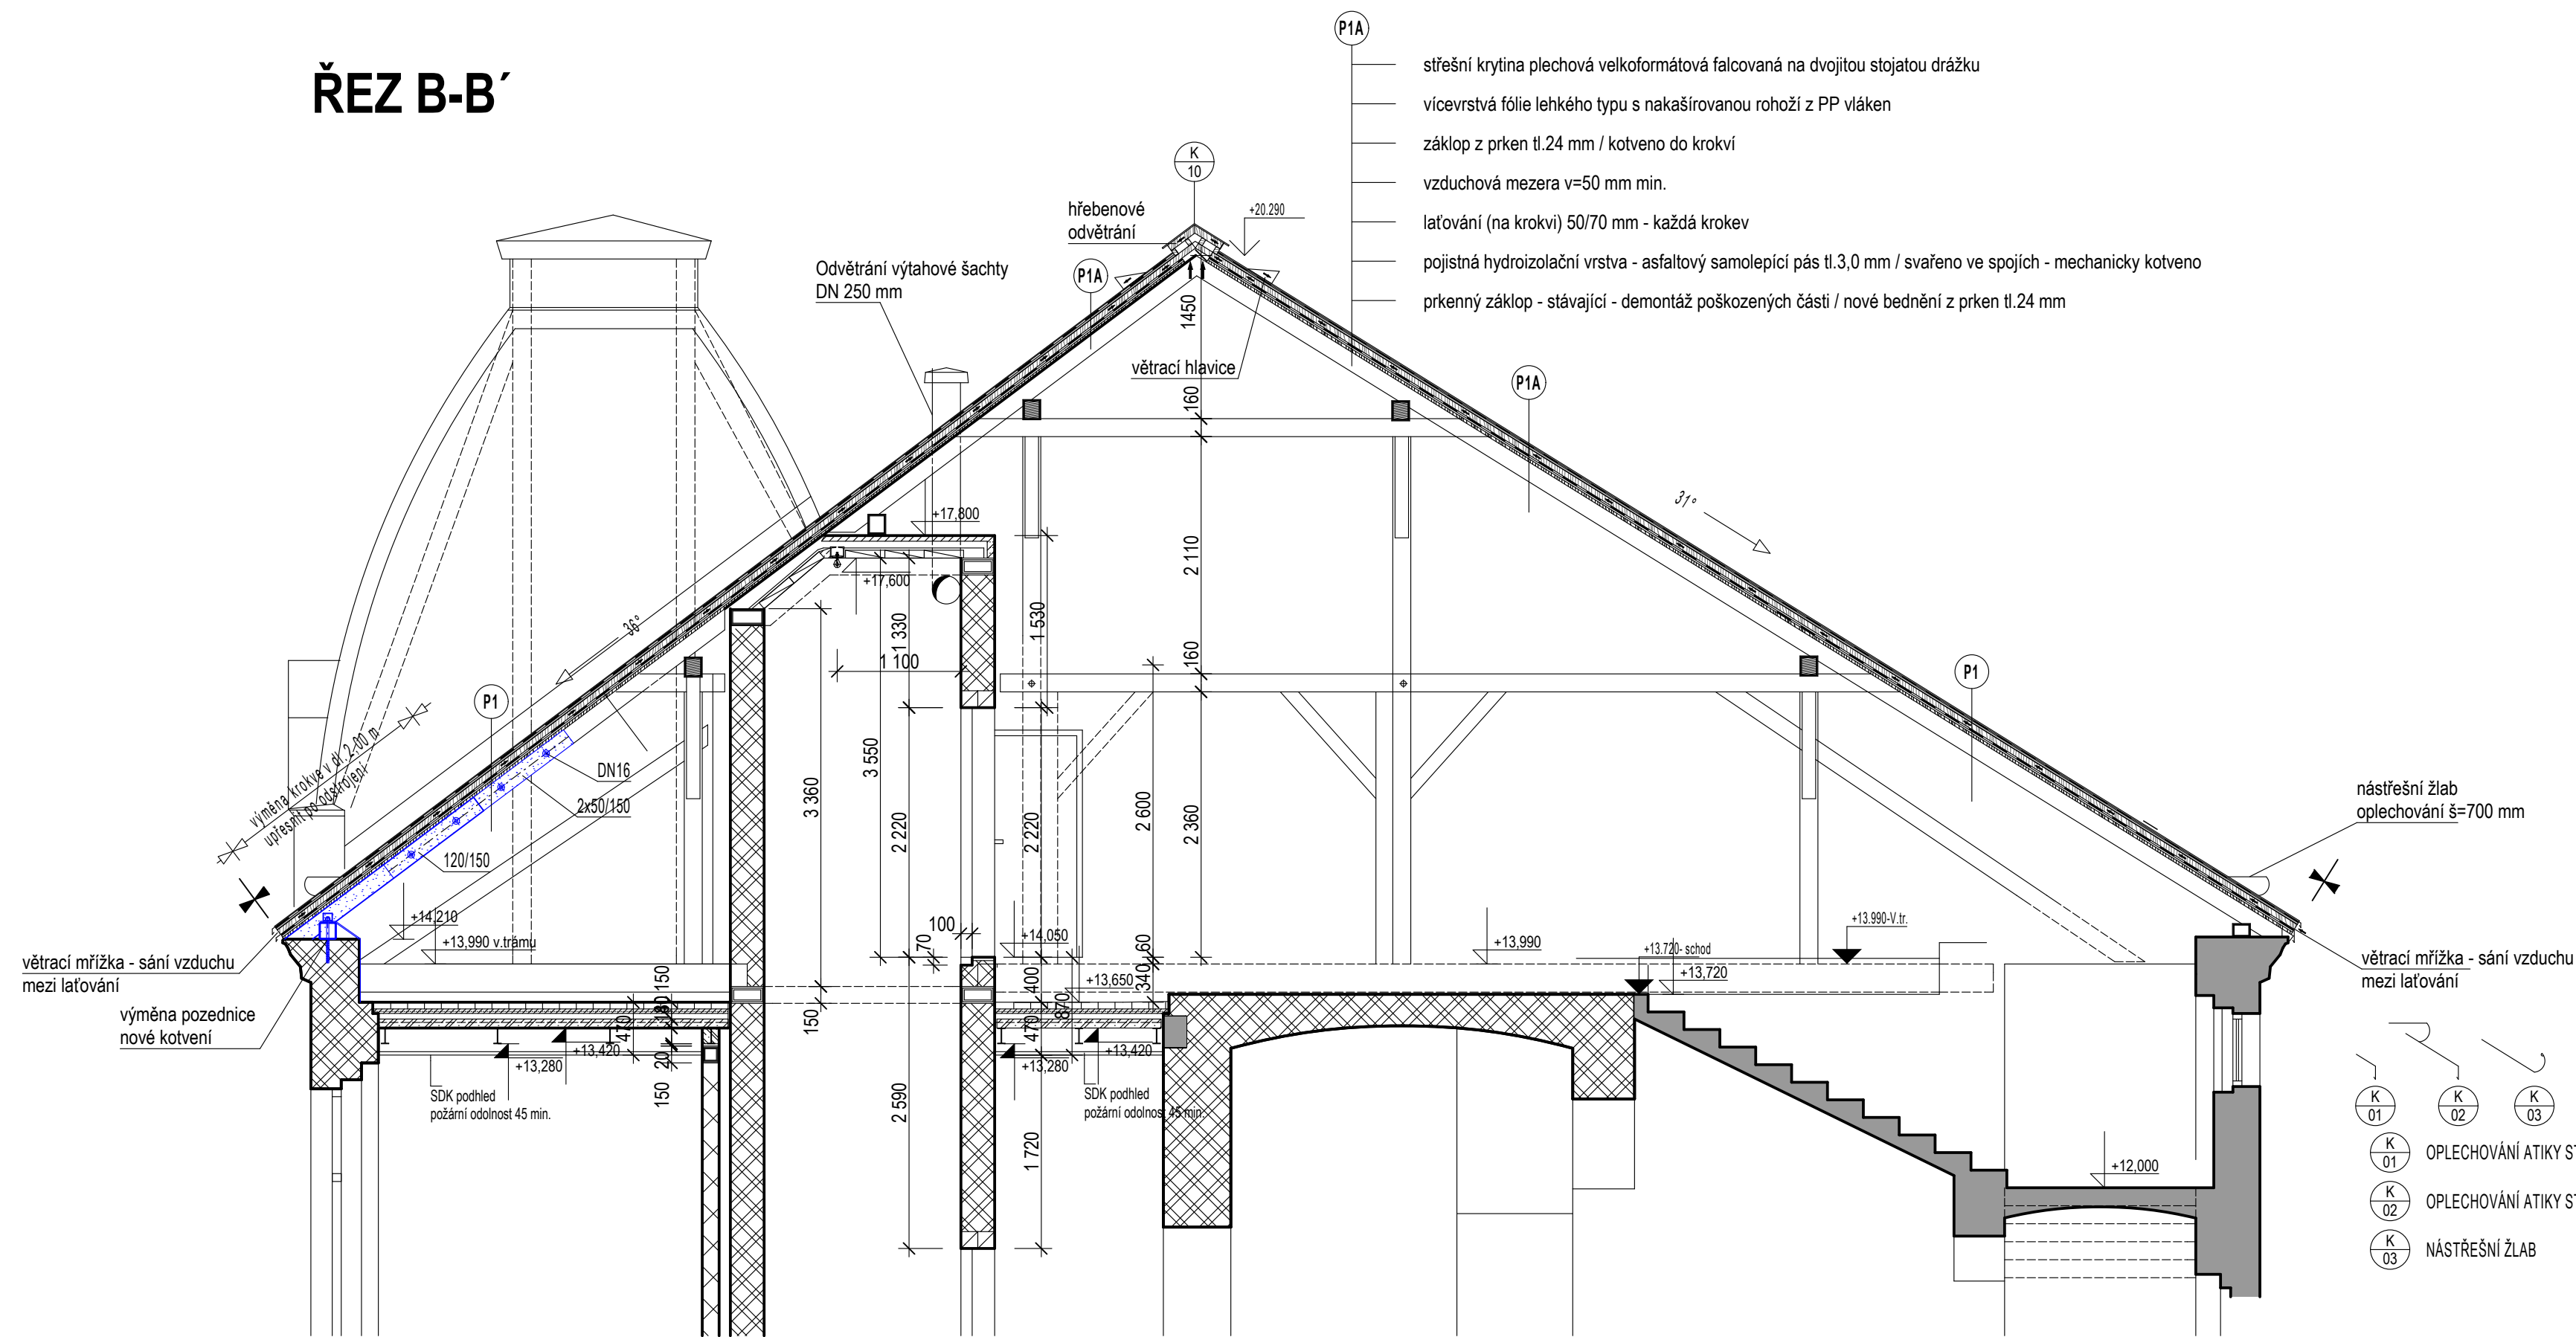 ŘEZ B-B´
P1A
střešní krytina plechová velkoformátová falcovaná na dvojitou stojatou drážku
vícevrstvá fólie lehkého typu s nakašírovanou rohoží z PP vláken
záklop z prken tl.24 mm / kotveno do krokví
vzduchová mezera v=50 mm min.
laťování (na krokvi) 50/70 mm - každá krokev
pojistná hydroizolační vrstva - asfaltový samolepící pás tl.3,0 mm / svařeno ve spojích - mechanicky kotveno
prkenný záklop - stávající - demontáž poškozených části / nové bednění z prken tl.24 mm
K
10
hřebenové
odvětrání
+20.290
Odvětrání výtahové šachty
DN 250 mm
P1A
1450
větrací hlavice
160
P1A
31°
+17,800
+17,600
2 110
1 530
1 330
1 100
160
36°
P1
P1
výměna krokve v dl. 2,00 m
upřesnit po odstrojení
DN16
2x50/150
120/150
3 550
3 360
2 220
2 220
2 600
2 360
nástřešní žlab
oplechování š=700 mm
+14,210
+13,990 v.trámu
100
70
+14,050
60
340
400
+13,990
+13.990-V.tr.
+13.720- schod
+13,720
+13,650
870
470
větrací mřížka - sání vzduchu
mezi laťování
výměna pozednice
nové kotvení
větrací mřížka - sání vzduchu
mezi laťování
150
470
20
150
150
+13,420
+13,280
SDK podhled
požární odolnost 45 min.
+13,420
+13,280
SDK podhled
požární odolnost 45 min.
2 590
1 720
+12,000
K
01
K
02
K
03
K
01
OPLECHOVÁNÍ ATIKY ST
K
02
OPLECHOVÁNÍ ATIKY ST
K
03
NÁSTŘEŠNÍ ŽLAB